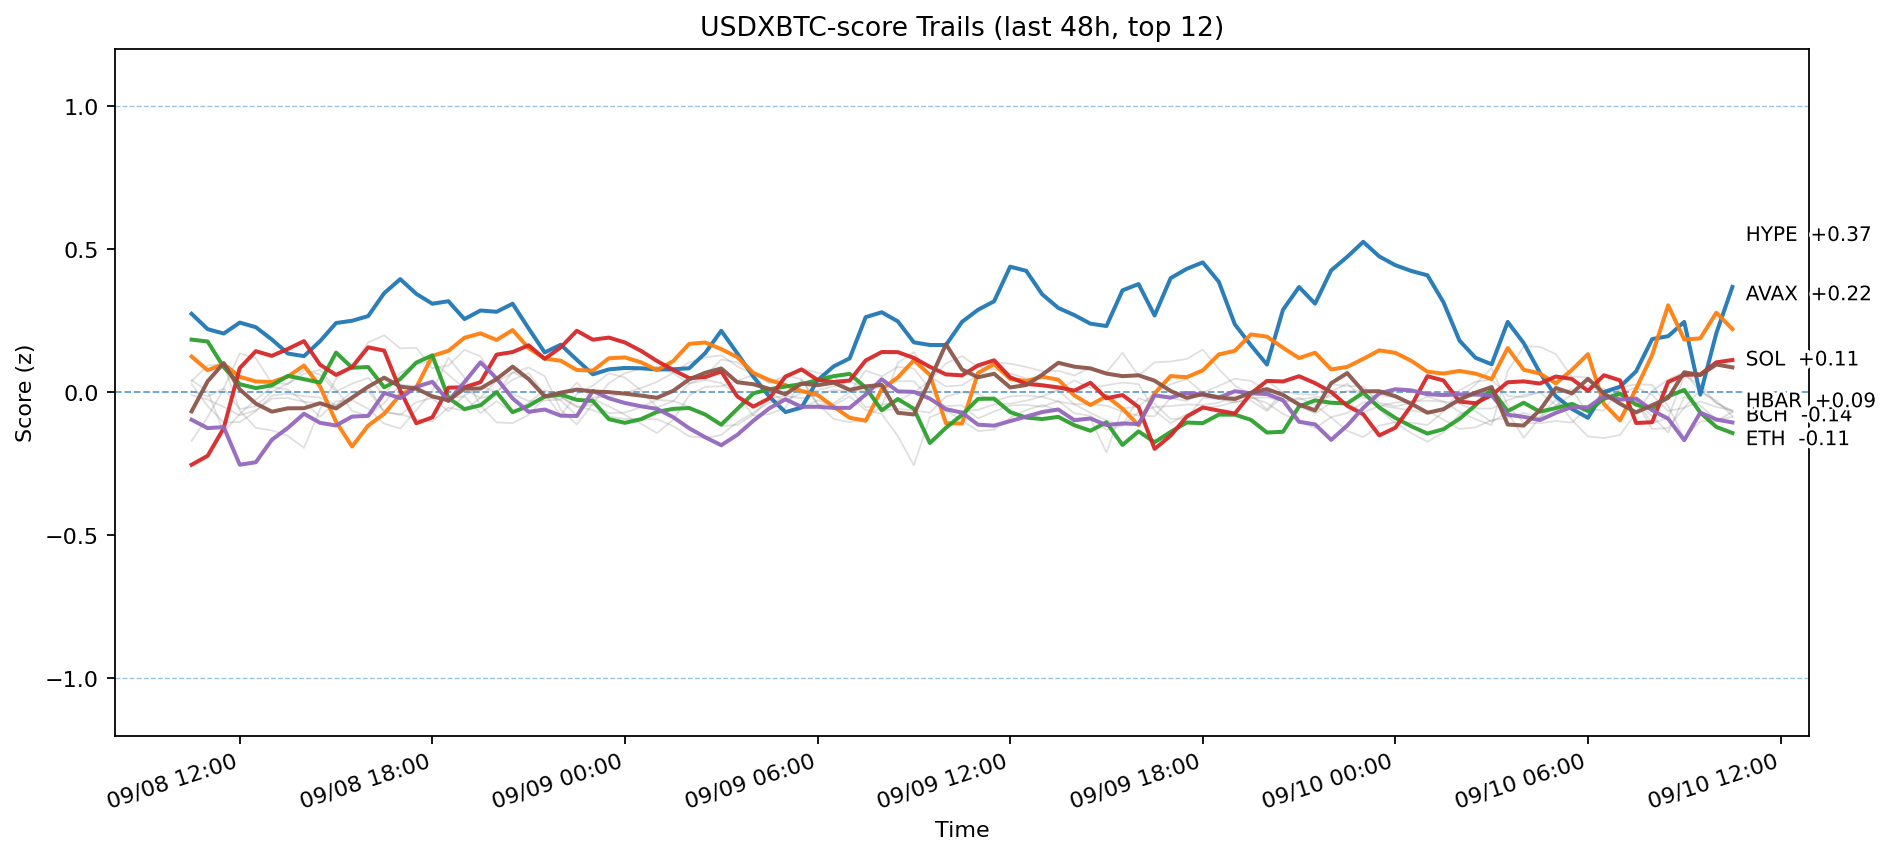 USDXBTC-score Trails (last 48h, top 12)
Score (z)
1.0
0.5
0.0
−0.5
−1.0
HYPE +0.37
AVAX +0.22
SOL +0.11
HBAR +0.09
BCH -0.14
ETH -0.11
09/08 12:00
09/08 18:00
09/09 00:00
09/09 06:00
09/09 12:00
09/09 18:00
09/10 00:00
09/10 06:00
09/10 12:00
Time